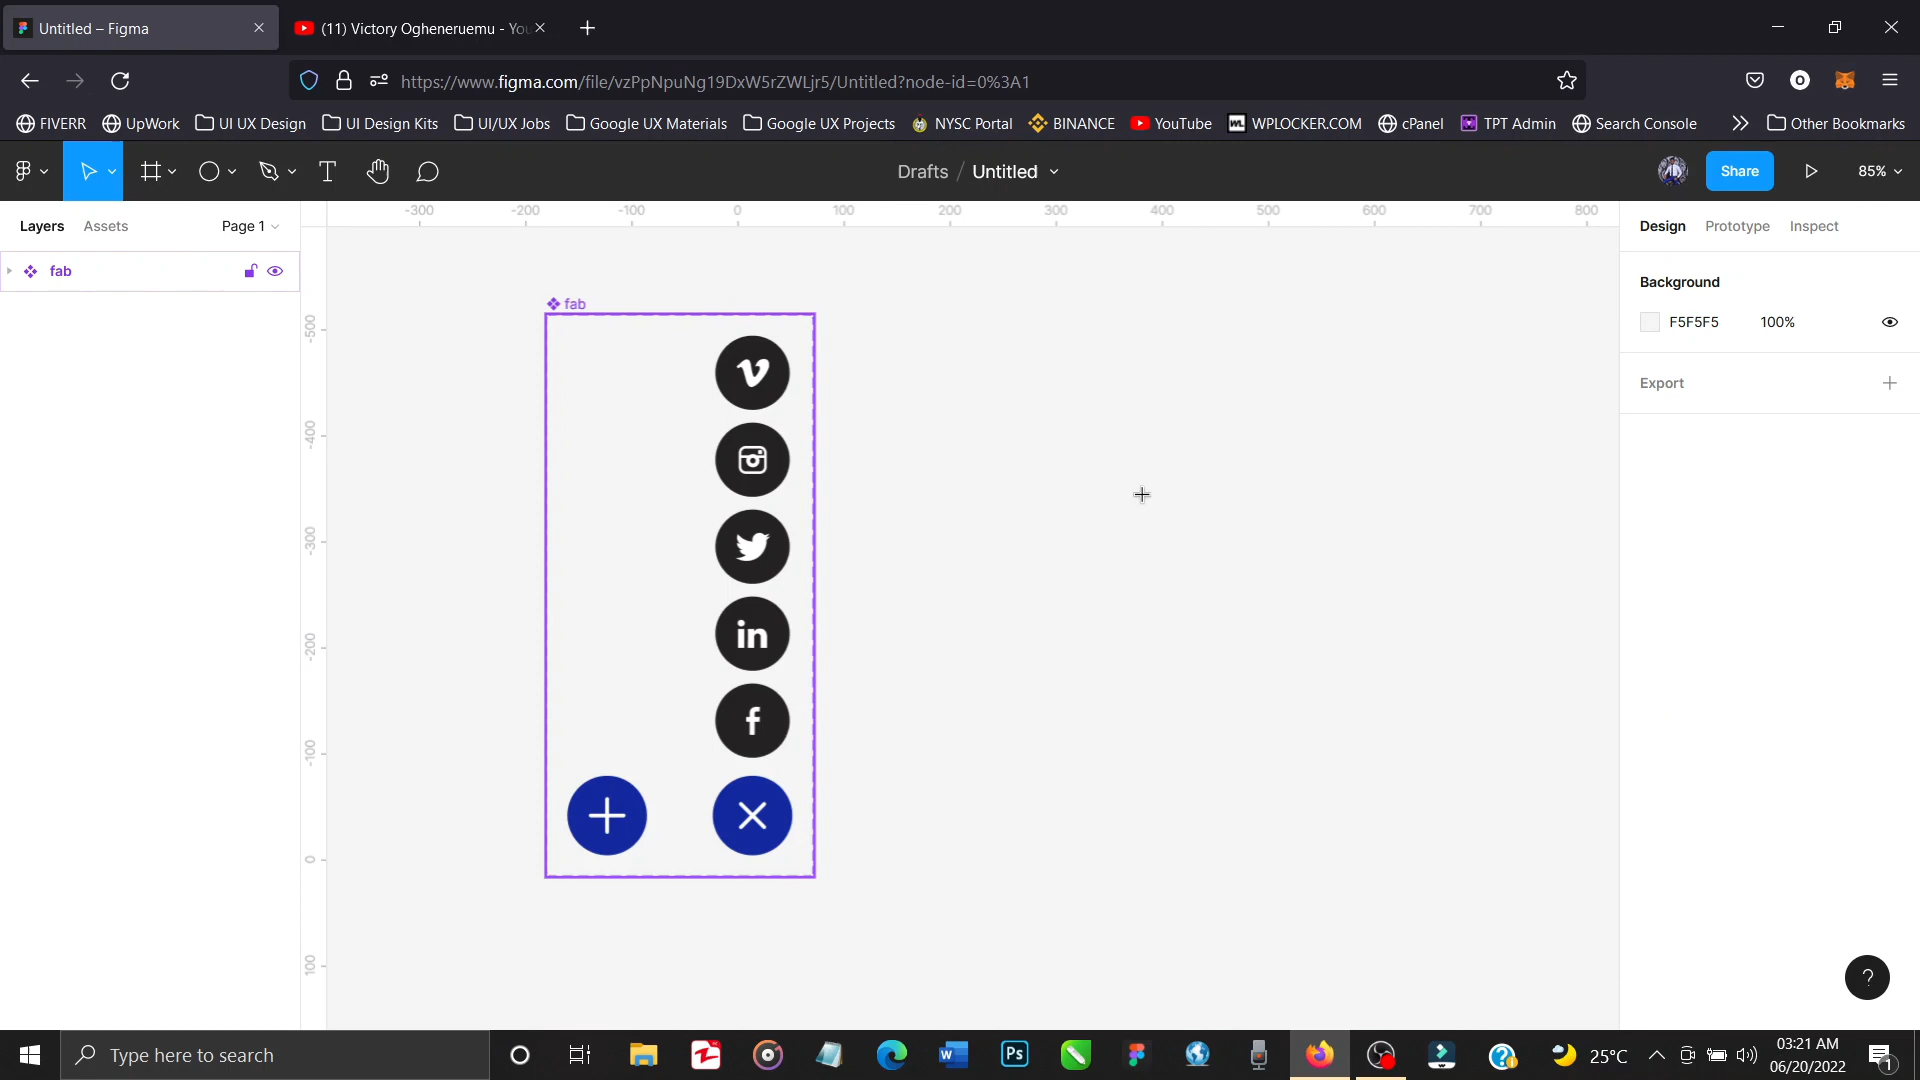 Untitled – Figma
(11) Victory Ogheneruemu - You
https://www.figma.com/file/vzPpNpuNg19DxW5rZWLjr5/Untitled?node-id=0%3A1
FIVERR UpWork UI UX Design UI Design Kits UI/UX Jobs Google UX Materials Google UX Projects NYSC Portal BINANCE YouTube WPLOCKER.COM cPanel TPT Admin Search Console Other Bookmarks
Drafts / Untitled
Share
85%
Layers Assets Page 1
-300 -200 -100 0 100 200 300 400 500 600 700 800
Design Prototype Inspect
fab
Background
F5F5F5 100%
Export
fab
-500
-400
-300
-200
-100
0
100
in
f
?
Type here to search
Ps
25°C
03:21 AM
06/20/2022
1